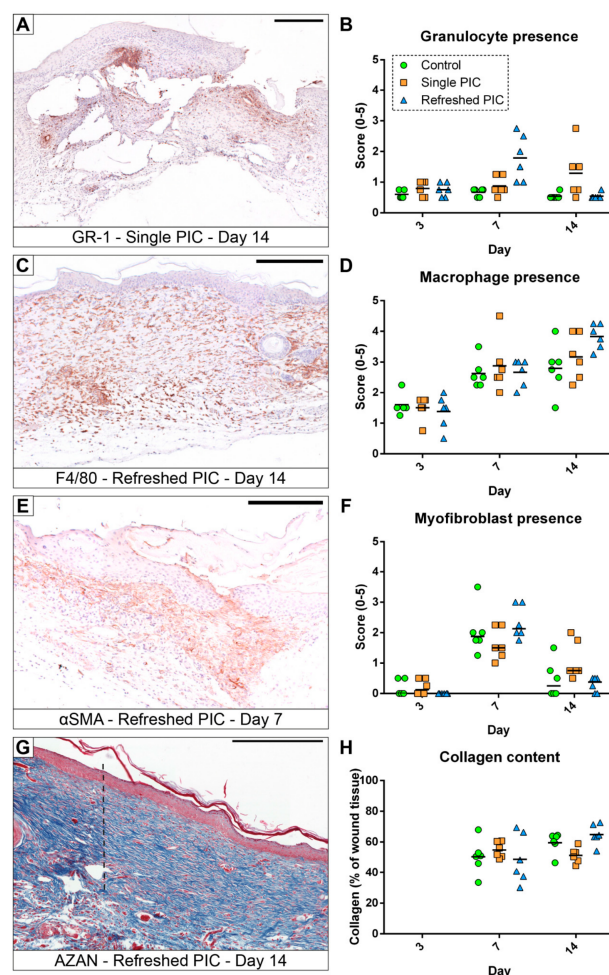 A
GR-1 - Single PIC - Day 14
B
Granulocyte presence
Control
Single PIC
Refreshed PIC
Score (0-5)
5
4
3
2
1
0
3
7
14
Day
C
F4/80 - Refreshed PIC - Day 14
D
Macrophage presence
Score (0-5)
5
4
3
2
1
0
3
7
14
Day
E
αSMA - Refreshed PIC - Day 7
F
Myofibroblast presence
Score (0-5)
5
4
3
2
1
0
3
7
14
Day
G
AZAN - Refreshed PIC - Day 14
H
Collagen content
Collagen (% of wound tissue)
100
80
60
40
20
0
3
7
14
Day